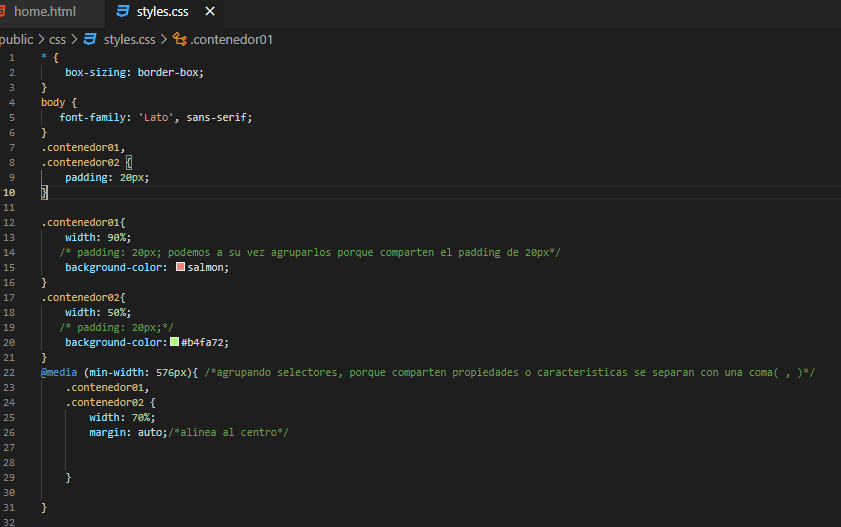 home.html styles.css ×
public > css > styles.css > .contenedor01
1 * {
2 box-sizing: border-box;
3 }
4 body {
5 font-family: 'Lato', sans-serif;
6 }
7 .contenedor01,
8 .contenedor02 {
9 padding: 20px;
10 }
11
12 .contenedor01{
13 width: 90%;
14 /* padding: 20px; podemos a su vez agruparlos porque comparten el padding de 20px*/
15 background-color: salmon;
16 }
17 .contenedor02{
18 width: 50%;
19 /* padding: 20px;*/
20 background-color:#b4fa72;
21 }
22 @media (min-width: 576px){ /*agrupando selectores, porque comparten propiedades o caracteristicas se separan con una coma( , )*/
23 .contenedor01,
24 .contenedor02 {
25 width: 70%;
26 margin: auto;/*alinea al centro*/
27
28
29 }
30
31 }
32